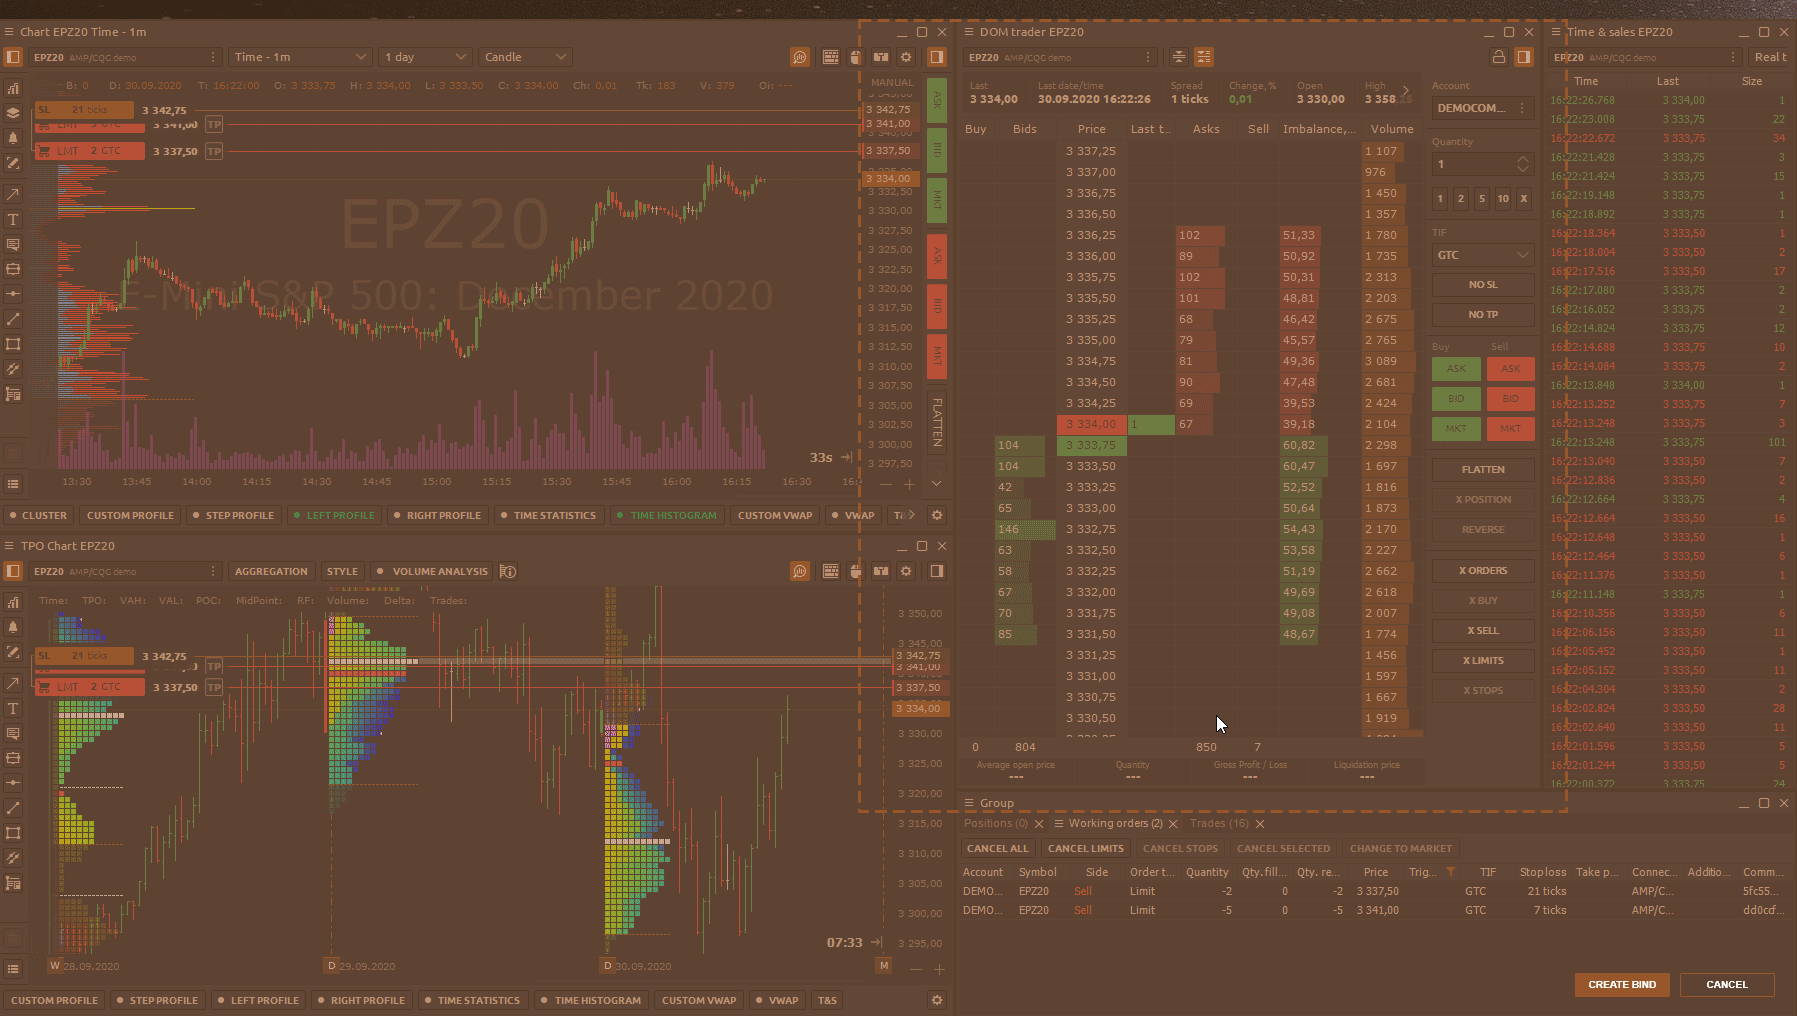 Chart EPZ20 Time - 1m
EPZ20 AMP/CQG demo
Time - 1m
1 day
Candle
B: 0 D: 30.09.2020 T: 16:22:00 O: 3 333,75 H: 3 334,00 L: 3 333,50 C: 3 334,00 Ch: 0,01 Tk: 183 V: 379 Oi: ---
MANUAL
SL 21 ticks 3 342,75
3 341,00 TP
LMT 2 GTC 3 337,50 TP
EPZ20
E-Mini S&P 500: December 2020
3 342,75
3 341,00
3 337,50
3 334,00
3 332,50
3 330,00
3 327,50
3 325,00
3 322,50
3 320,00
3 317,50
3 315,00
3 312,50
3 310,00
3 307,50
3 305,00
3 302,50
3 300,00
3 297,50
ASK
BID
MKT
ASK
BID
MKT
FLATTEN
33s
13:30 13:45 14:00 14:15 14:30 14:45 15:00 15:15 15:30 15:45 16:00 16:15 16:30
CLUSTER CUSTOM PROFILE STEP PROFILE LEFT PROFILE RIGHT PROFILE TIME STATISTICS TIME HISTOGRAM CUSTOM VWAP VWAP
TPO Chart EPZ20
EPZ20 AMP/CQG demo
AGGREGATION STYLE VOLUME ANALYSIS
Time: TPO: VAH: VAL: POC: MidPoint: RF: Volume: Delta: Trades:
SL 21 ticks 3 342,75
TP
LMT 2 GTC 3 337,50 TP
3 350,00
3 345,00
3 342,75
3 341,00
3 337,50
3 334,00
3 330,00
3 325,00
3 320,00
3 315,00
3 310,00
3 305,00
3 300,00
3 295,00
07:33
W 28.09.2020 D 29.09.2020 D 30.09.2020 M
CUSTOM PROFILE STEP PROFILE LEFT PROFILE RIGHT PROFILE TIME STATISTICS TIME HISTOGRAM CUSTOM VWAP VWAP T&S
DOM trader EPZ20
EPZ20 AMP/CQG demo
Last Last date/time Spread Change, % Open High
3 334,00 30.09.2020 16:22:26 1 ticks 0,01 3 330,00 3 358,25
Buy Bids Price Last t... Asks Sell Imbalance,... Volume
3 337,25 1 107
3 337,00 976
3 336,75 1 450
3 336,50 1 357
3 336,25 102 51,33 1 780
3 336,00 89 50,92 1 735
3 335,75 102 50,31 2 313
3 335,50 101 48,81 2 203
3 335,25 68 46,42 2 675
3 335,00 79 45,57 2 765
3 334,75 81 49,36 3 089
3 334,50 90 47,48 2 681
3 334,25 69 39,53 2 424
3 334,00 1 67 39,18 2 104
104 3 333,75 60,82 2 298
104 3 333,50 60,47 1 697
42 3 333,25 52,52 1 816
65 3 333,00 50,64 1 873
146 3 332,75 54,43 2 170
63 3 332,50 53,58 2 227
58 3 332,25 51,19 2 662
67 3 332,00 49,69 2 618
70 3 331,75 49,08 2 007
85 3 331,50 48,67 1 774
3 331,25 1 456
3 331,00 1 597
3 330,75 1 667
3 330,50 1 919
0 804 850 7
Average open price Quantity Gross Profit / Loss Liquidation price
--- --- --- ---
Account
DEMOCOM...
Quantity
1
1 2 5 10 X
TIF
GTC
NO SL
NO TP
Buy Sell
ASK ASK
BID BID
MKT MKT
FLATTEN
X POSITION
REVERSE
X ORDERS
X BUY
X SELL
X LIMITS
X STOPS
Time & sales EPZ20
EPZ20 AMP/CQG demo
Real t
Time Last Size
16:22:26.768 3 334,00 1
16:22:23.008 3 333,75 22
16:22:22.672 3 333,75 34
16:22:21.428 3 333,75 3
16:22:21.424 3 333,75 15
16:22:19.148 3 333,75 1
16:22:18.892 3 333,75 1
16:22:18.364 3 333,50 1
16:22:18.004 3 333,50 2
16:22:17.516 3 333,50 17
16:22:17.080 3 333,75 2
16:22:16.052 3 333,75 2
16:22:14.824 3 333,75 12
16:22:14.688 3 333,75 10
16:22:14.084 3 333,75 2
16:22:13.848 3 334,00 1
16:22:13.252 3 333,75 7
16:22:13.248 3 333,75 3
16:22:13.248 3 333,75 101
16:22:13.040 3 333,50 7
16:22:12.836 3 333,50 2
16:22:12.664 3 333,75 4
16:22:12.664 3 333,50 16
16:22:12.648 3 333,50 1
16:22:12.464 3 333,50 6
16:22:11.376 3 333,50 1
16:22:11.148 3 333,75 1
16:22:10.356 3 333,50 6
16:22:06.156 3 333,50 11
16:22:05.452 3 333,50 1
16:22:05.152 3 333,50 11
16:22:04.304 3 333,50 2
16:22:02.824 3 333,50 28
16:22:02.640 3 333,50 11
16:22:01.596 3 333,50 5
16:22:01.244 3 333,50 5
16:22:00.372 3 333,75 24
Group
Positions (0) Working orders (2) Trades (16)
CANCEL ALL CANCEL LIMITS CANCEL STOPS CANCEL SELECTED CHANGE TO MARKET
Account Symbol Side Order t... Quantity Qty. fill... Qty. re... Price Trig... TIF Stop loss Take p... Connec... Additio... Comm...
DEMO... EPZ20 Sell Limit -2 0 -2 3 337,50 GTC 21 ticks AMP/C... 5fc55...
DEMO... EPZ20 Sell Limit -5 0 -5 3 341,00 GTC 7 ticks AMP/C... dd0cd'...
CREATE BIND CANCEL